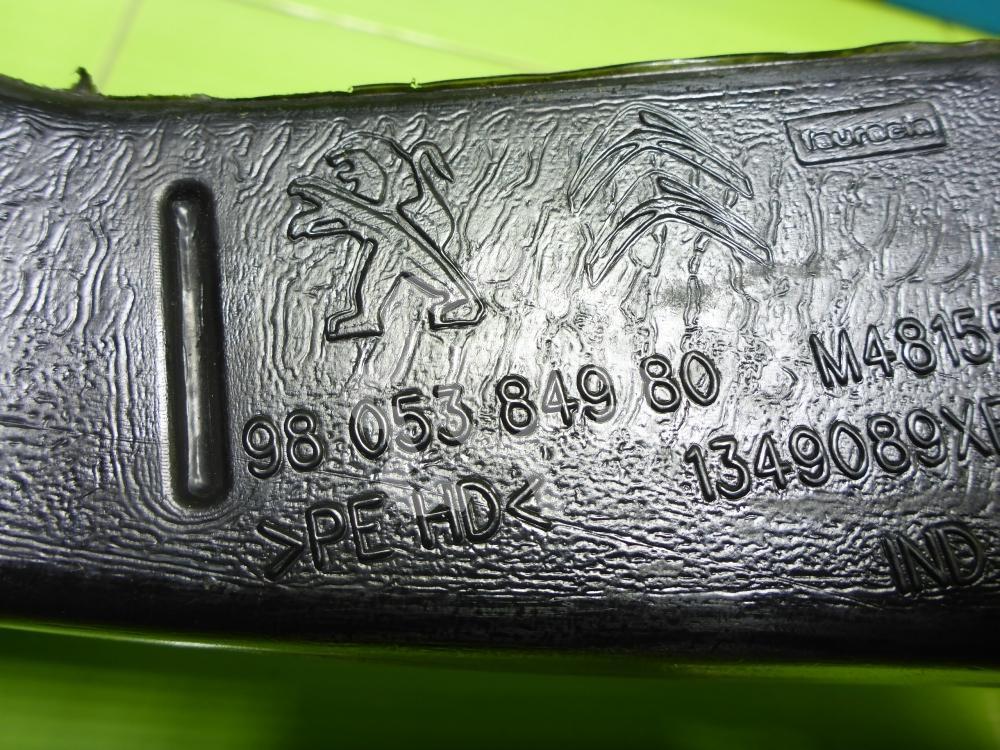 faurecia
98 053 849 80
M4815
1349089X
>PE HD<
IND